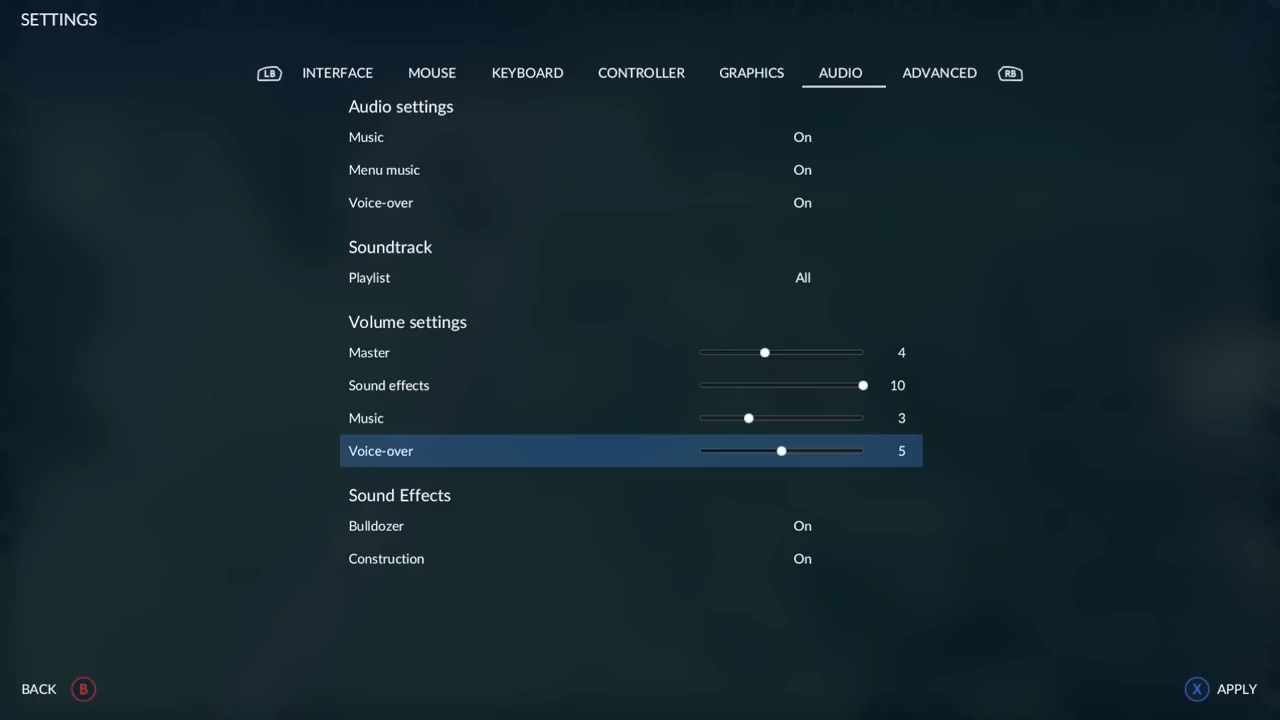 SETTINGS
LB INTERFACE MOUSE KEYBOARD CONTROLLER GRAPHICS AUDIO ADVANCED RB
Audio settings
Music On
Menu music On
Voice-over On
Soundtrack
Playlist All
Volume settings
Master 4
Sound effects 10
Music 3
Voice-over 5
Sound Effects
Bulldozer On
Construction On
BACK B X APPLY